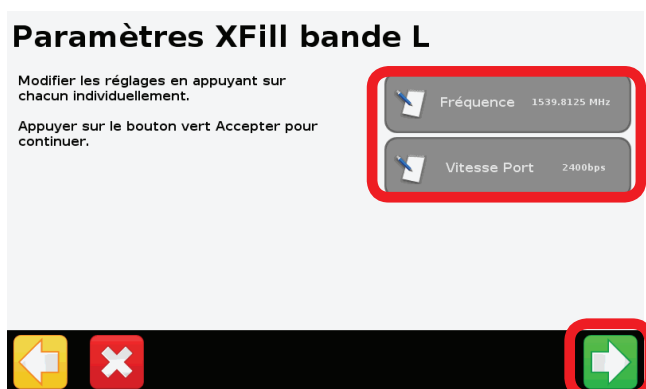 Paramètres XFill bande L
Modifier les réglages en appuyant sur
chacun individuellement.
Appuyer sur le bouton vert Accepter pour
continuer.
Fréquence 1539.8125 MHz
Vitesse Port 2400bps